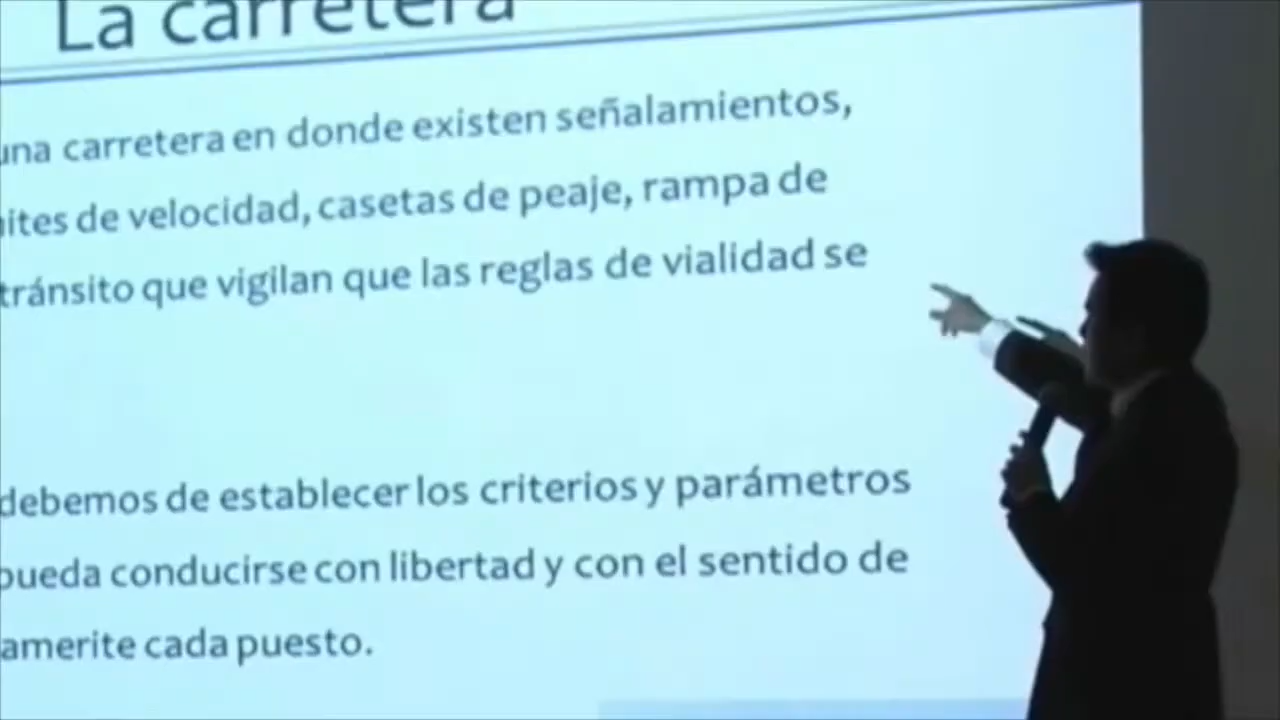 La carretera
una carretera en donde existen señalamientos,
de velocidad, casetas de peaje, rampa de
tránsito que vigilan que las reglas de vialidad se
debemos de establecer los criterios y parámetros
pueda conducirse con libertad y con el sentido de
amerite cada puesto.